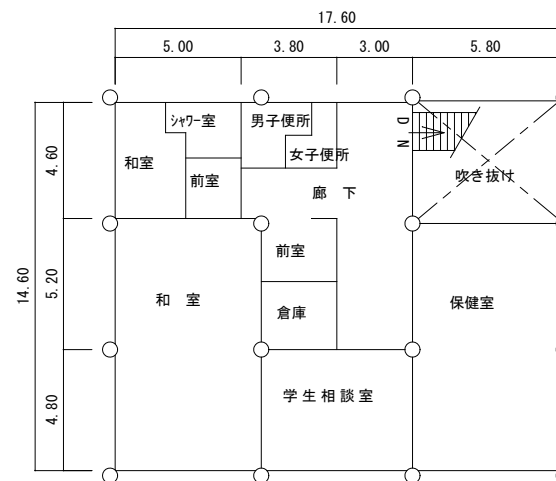 17.60
5.00 3.80 3.00 5.80
シャワー室
男子便所
DN
女子便所
和室
前室
吹き抜け
廊 下
4.60
前室
和 室
保健室
倉庫
5.20
14.60
学生相談室
4.80